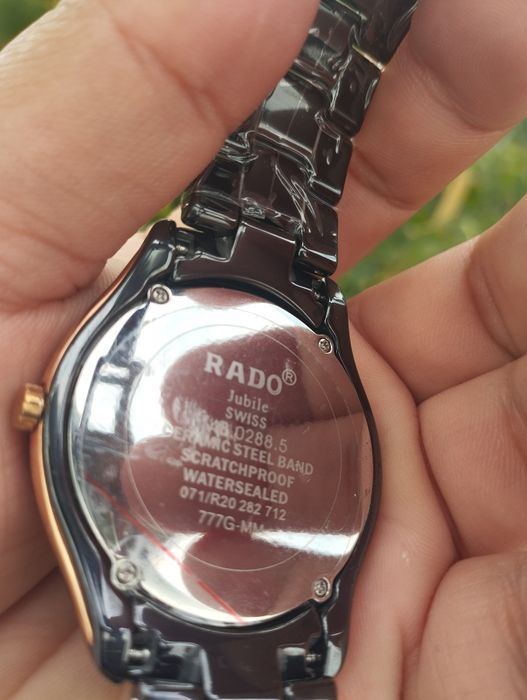 RADO®
Jubile
SWISS
.0288.5
CERAMIC STEEL BAND
SCRATCHPROOF
WATERSEALED
071/R20 282 712
777G-MM